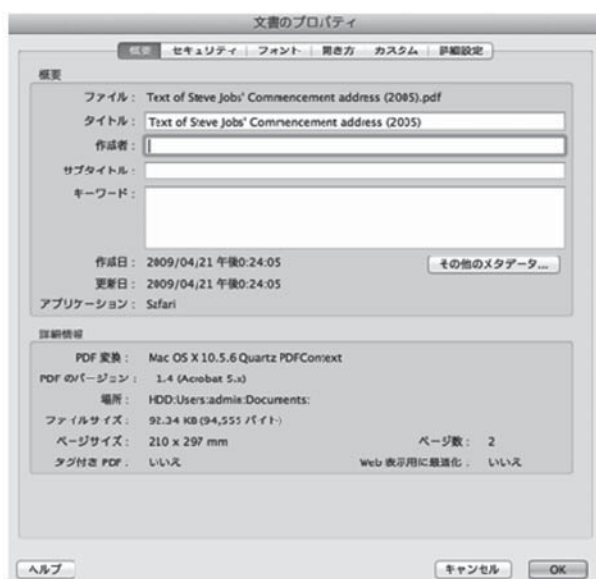 文書のプロパティ
概要 セキュリティ フォント 開き方 カスタム 詳細設定
概要
ファイル： Text of Steve Jobs' Commencement address (2005).pdf
タイトル： Text of Steve Jobs' Commencement address (2005)
作成者：
サブタイトル：
キーワード：
作成日： 2009/04/21 午後0:24:05
その他のメタデータ...
更新日： 2009/04/21 午後0:24:05
アプリケーション： Safari
詳細情報
PDF 変換： Mac OS X 10.5.6 Quartz PDFContext
PDF のバージョン： 1.4 (Acrobat 5.x)
場所： HDD:Users:admin:Documents:
ファイルサイズ： 92.34 KB (94,555 バイト)
ページサイズ： 210 x 297 mm ページ数： 2
タグ付き PDF： いいえ Web 表示用に最適化： いいえ
ヘルプ キャンセル OK